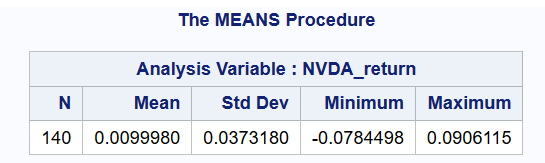 The MEANS Procedure
Analysis Variable : NVDA_return
N Mean Std Dev Minimum Maximum
140 0.0099980 0.0373180 -0.0784498 0.0906115